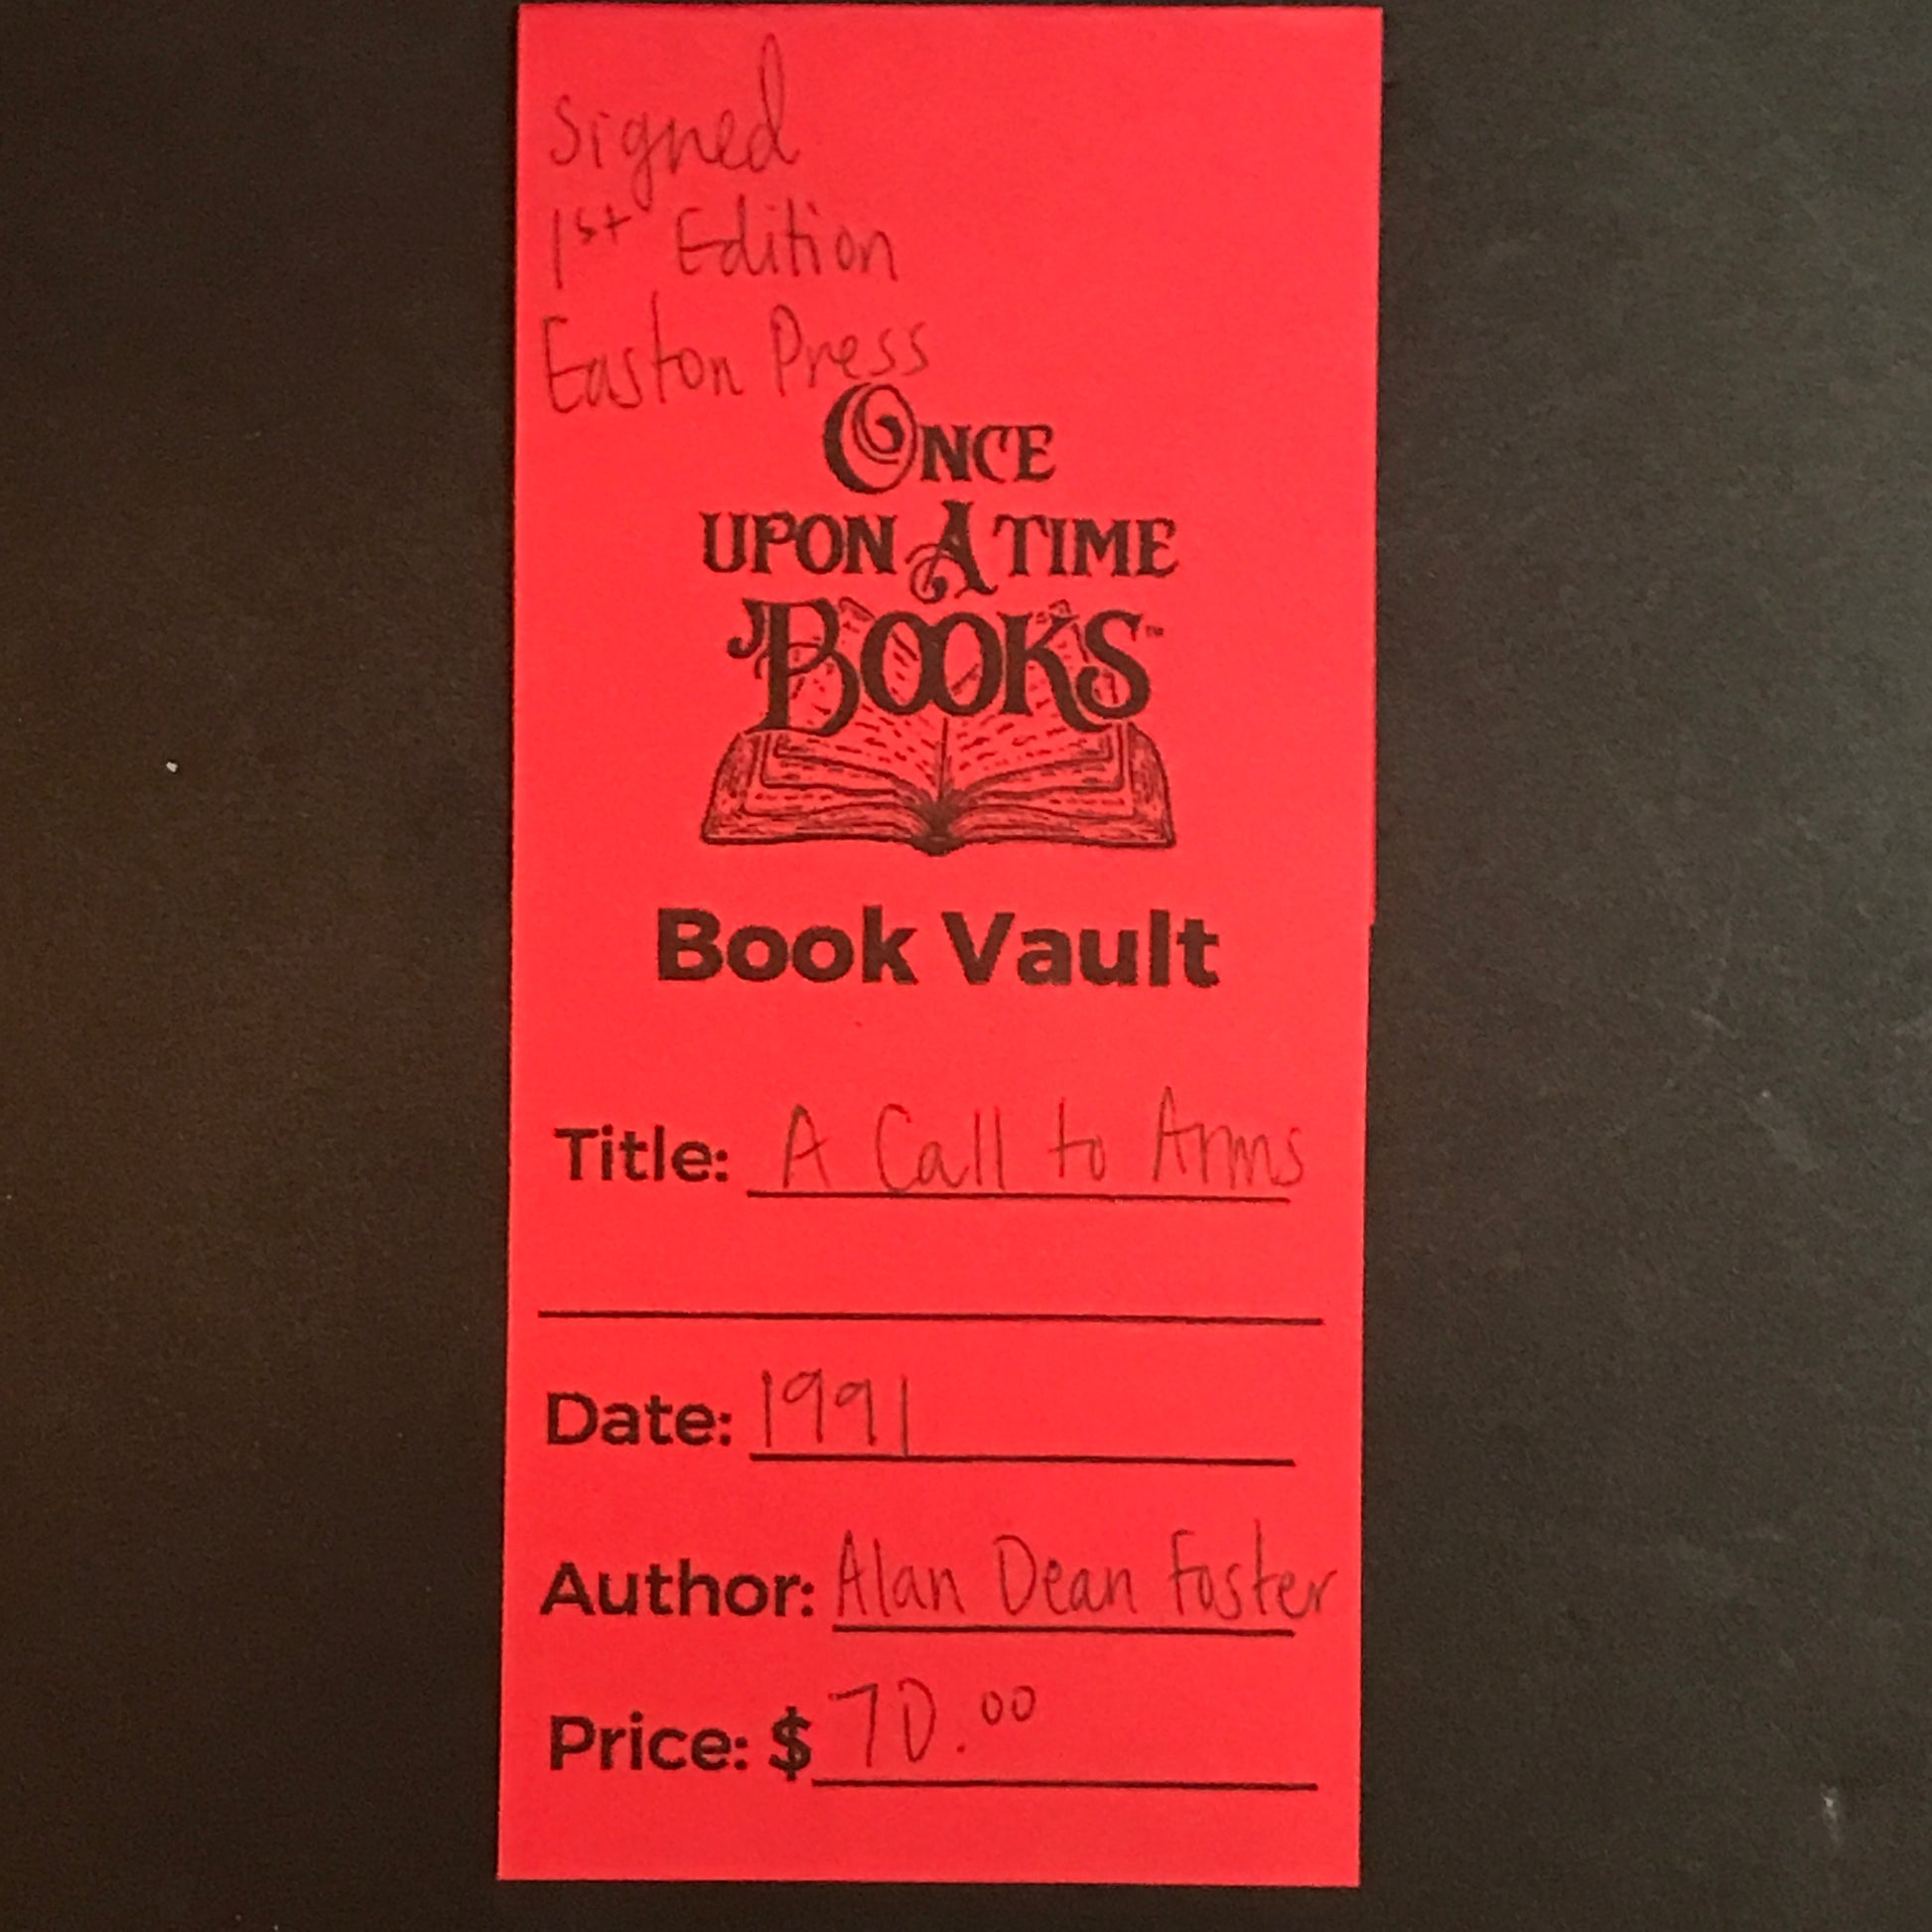 Signed
1st Edition
Easton Press
ONCE
UPON A TIME
BOOKS™
Book Vault
Title: A Call to Arms
Date: 1991
Author: Alan Dean Foster
Price: $70.00